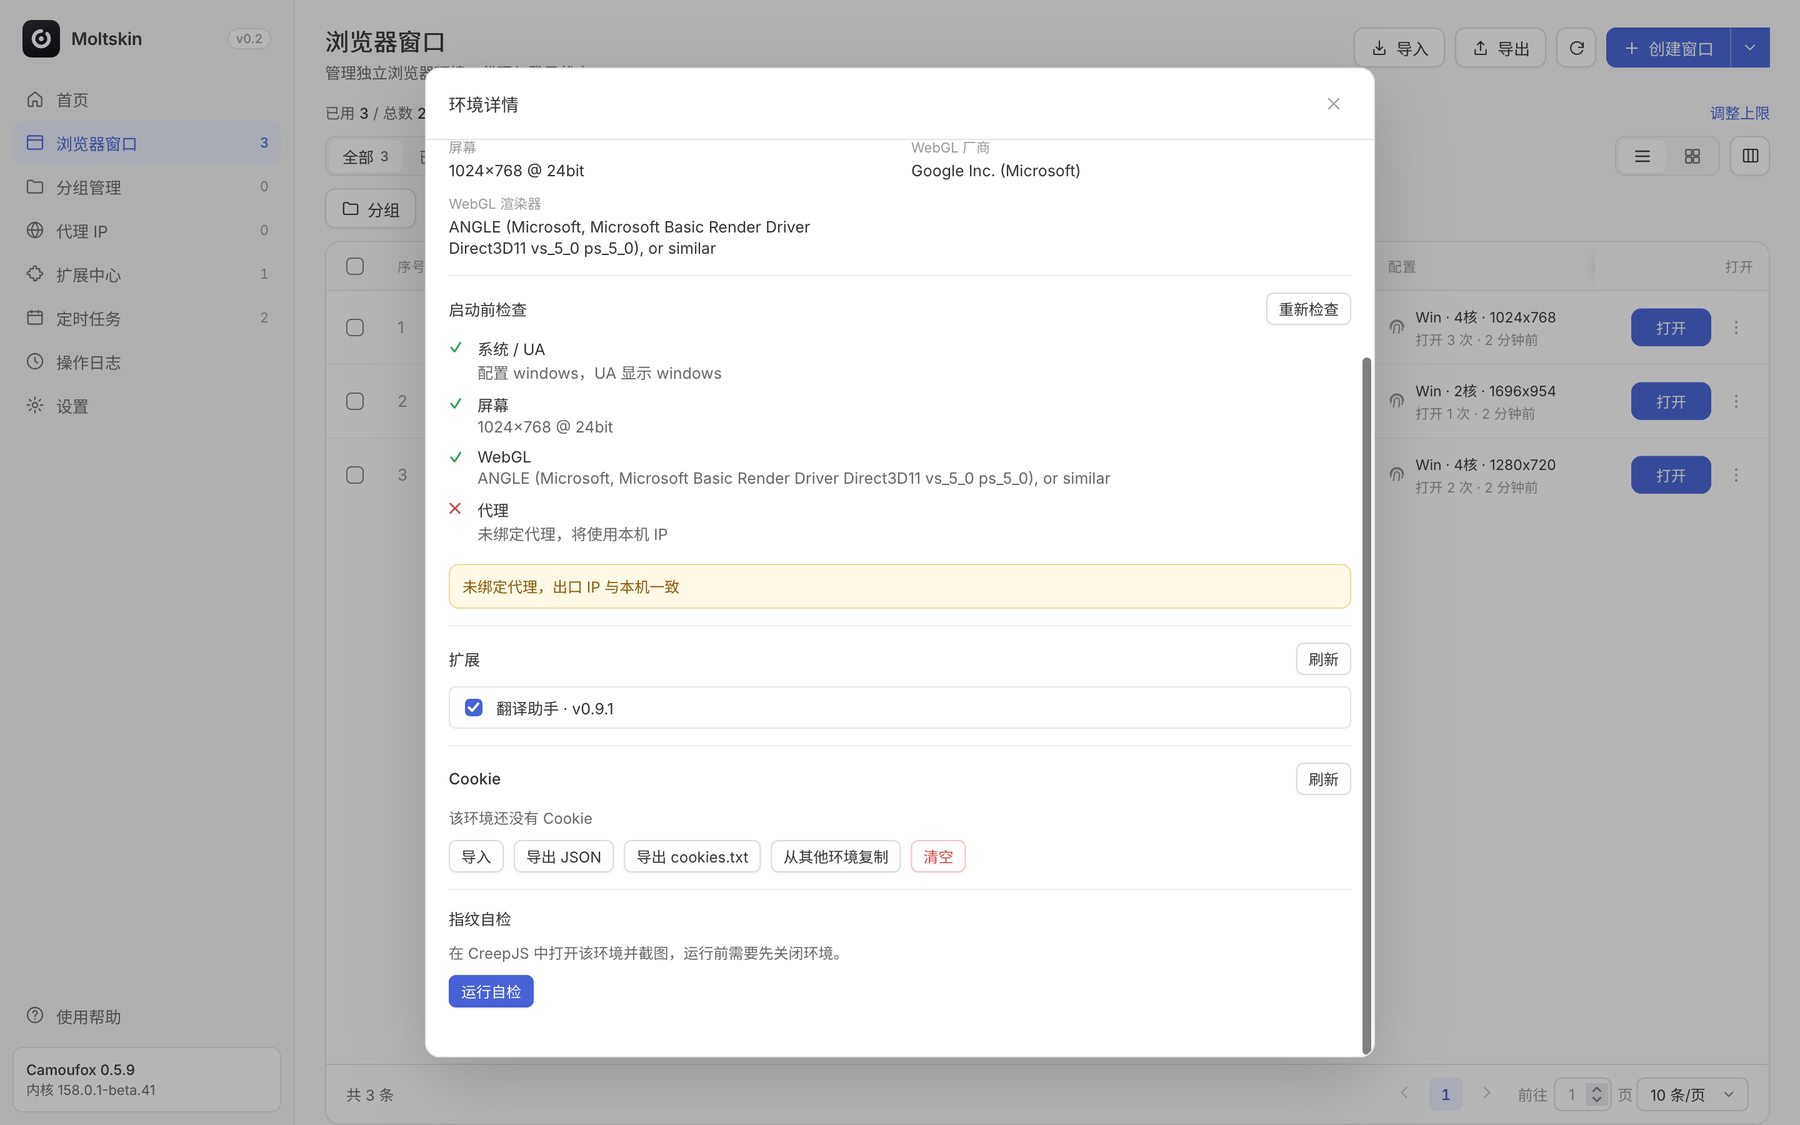 Moltskin
v0.2
首页
浏览器窗口
3
分组管理
0
代理 IP
0
扩展中心
1
定时任务
2
操作日志
设置
使用帮助
Camoufox 0.5.9
内核 158.0.1-beta.41
浏览器窗口
管理独立浏览器
导入
导出
创建窗口
已用 3 / 总数 2
调整上限
全部 3
分组
序号
配置
打开
1
Win · 4核 · 1024x768
打开 3 次 · 2 分钟前
打开
2
Win · 2核 · 1696x954
打开 1 次 · 2 分钟前
打开
3
Win · 4核 · 1280x720
打开 2 次 · 2 分钟前
打开
共 3 条
1
前往
1
页
10 条/页
环境详情
屏幕
1024×768 @ 24bit
WebGL 厂商
Google Inc. (Microsoft)
WebGL 渲染器
ANGLE (Microsoft, Microsoft Basic Render Driver
Direct3D11 vs_5_0 ps_5_0), or similar
启动前检查
重新检查
系统 / UA
配置 windows，UA 显示 windows
屏幕
1024×768 @ 24bit
WebGL
ANGLE (Microsoft, Microsoft Basic Render Driver Direct3D11 vs_5_0 ps_5_0), or similar
代理
未绑定代理，将使用本机 IP
未绑定代理，出口 IP 与本机一致
扩展
刷新
翻译助手 · v0.9.1
Cookie
刷新
该环境还没有 Cookie
导入
导出 JSON
导出 cookies.txt
从其他环境复制
清空
指纹自检
在 CreepJS 中打开该环境并截图，运行前需要先关闭环境。
运行自检